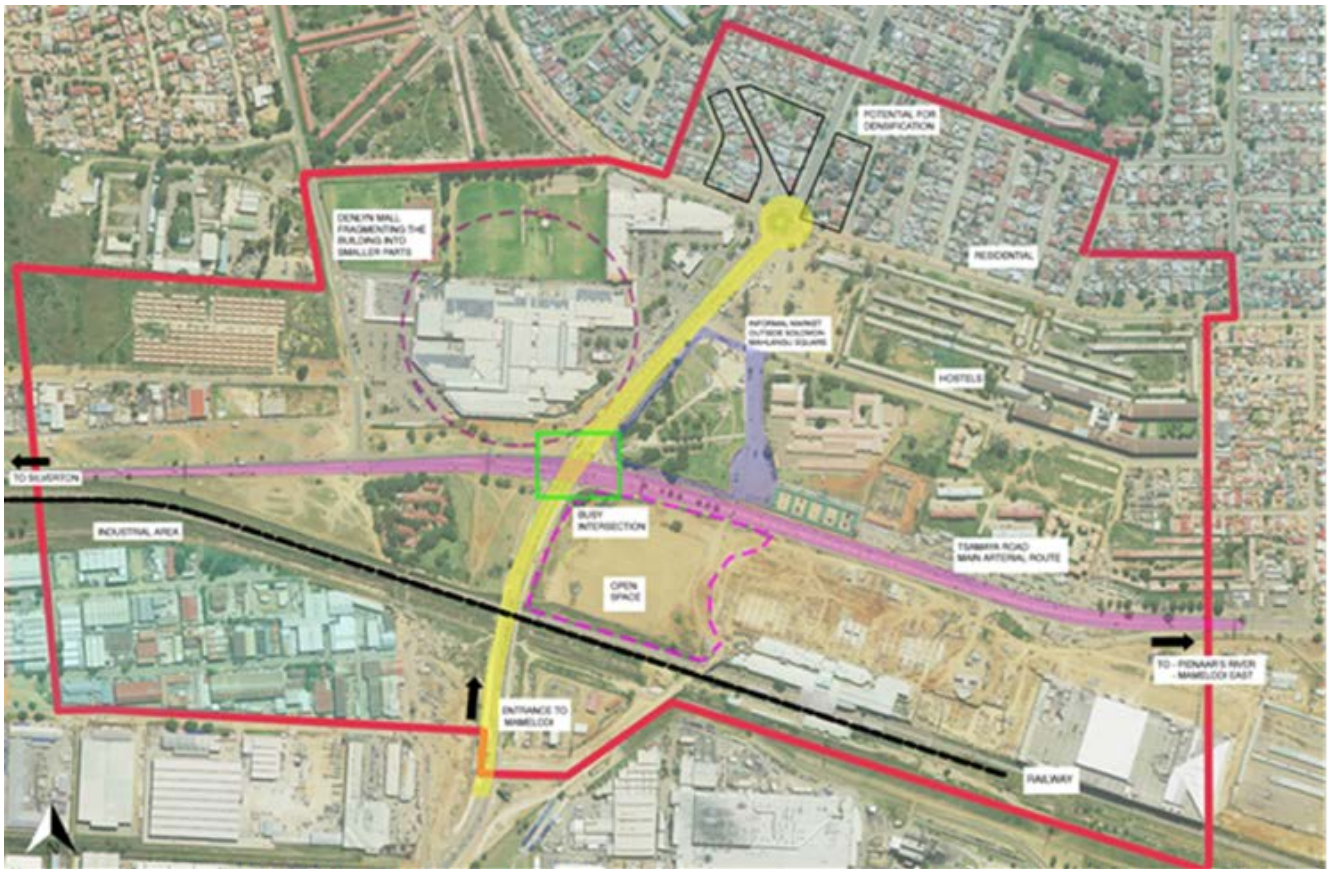 POTENTIAL FOR
DENSIFICATION
DENLYN MALL
FRAGMENTING THE
BUILDING INTO
SMALLER PARTS
RESIDENTIAL
INFORMAL MARKET
OUTSIDE SOLOMON
MAHLANGU SQUARE
HOSTELS
TO SILVERTON
INDUSTRIAL AREA
BUSY
INTERSECTION
TSAMAYA ROAD
MAIN ARTERIAL ROUTE
OPEN
SPACE
TO - PIENAAR'S RIVER
- MAMELODI EAST
ENTRANCE TO
MAMELODI
RAILWAY